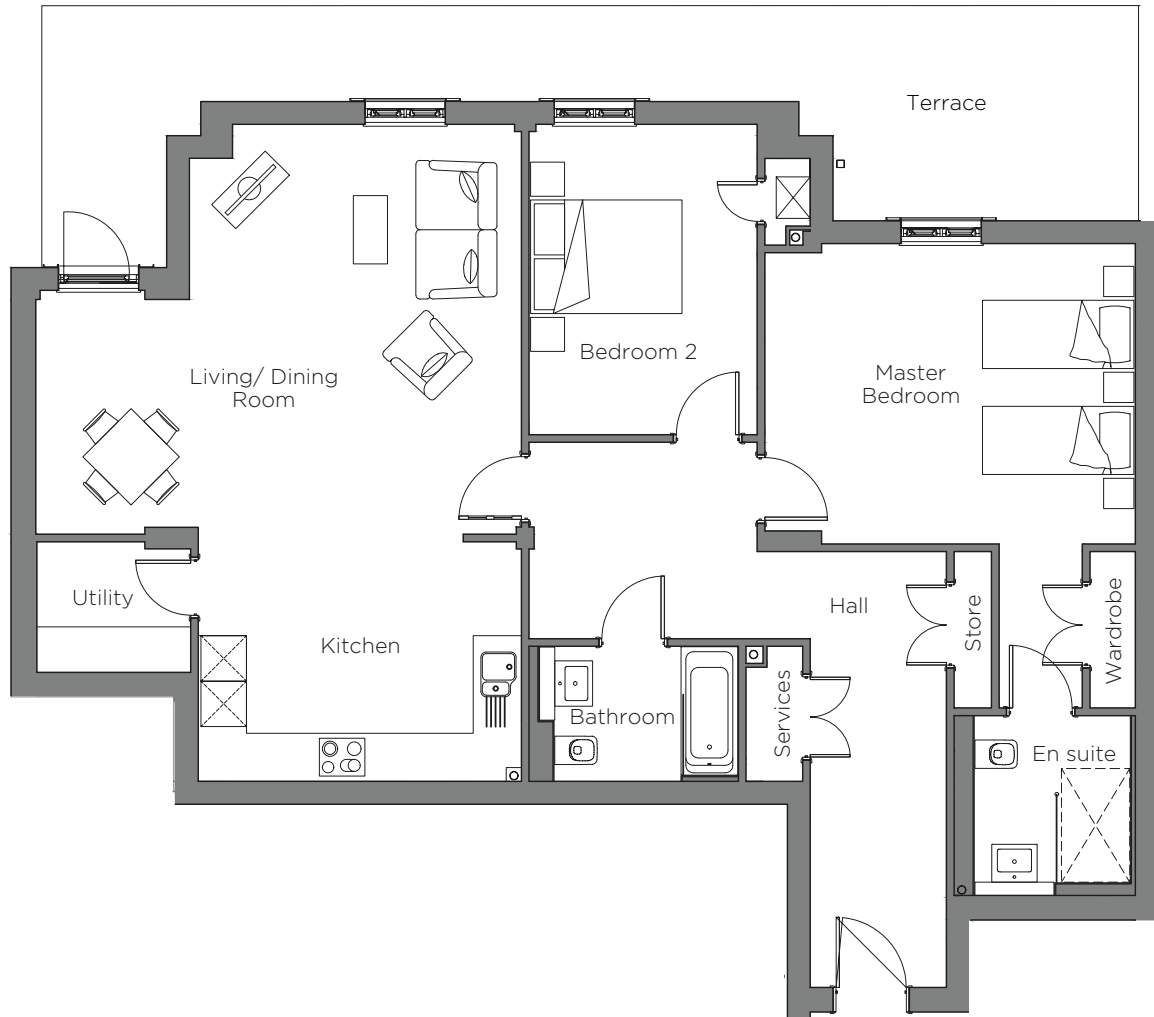 Terrace
Bedroom 2
Living/ Dining
Room
Master
Bedroom
Utility
Hall
Store
Wardrobe
Kitchen
Bathroom
Services
En suite